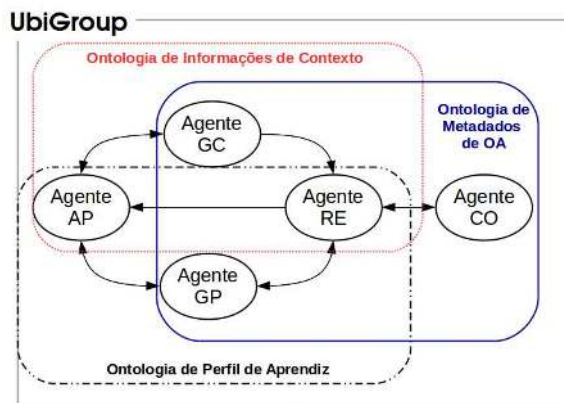 UbiGroup
Ontologia de Informações de Contexto
Ontologia de
Metadados
de OA
Agente
GC
Agente
AP
Agente
RE
Agente
CO
Agente
GP
Ontologia de Perfil de Aprendiz